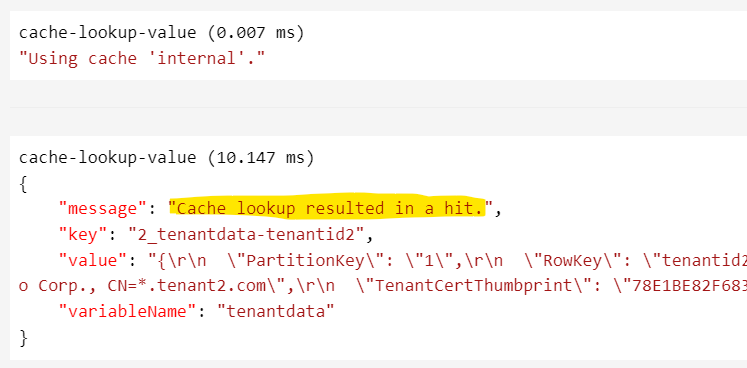 cache-lookup-value (0.007 ms)
"Using cache 'internal'."
cache-lookup-value (10.147 ms)
{
"message": "Cache lookup resulted in a hit.",
"key": "2_tenantdata-tenantid2",
"value": "{\r\n  \"PartitionKey\": \"1\",\r\n  \"RowKey\": \"tenantid2
o Corp., CN=*.tenant2.com\",\r\n  \"TenantCertThumbprint\": \"78E1BE82F683
"variableName": "tenantdata"
}